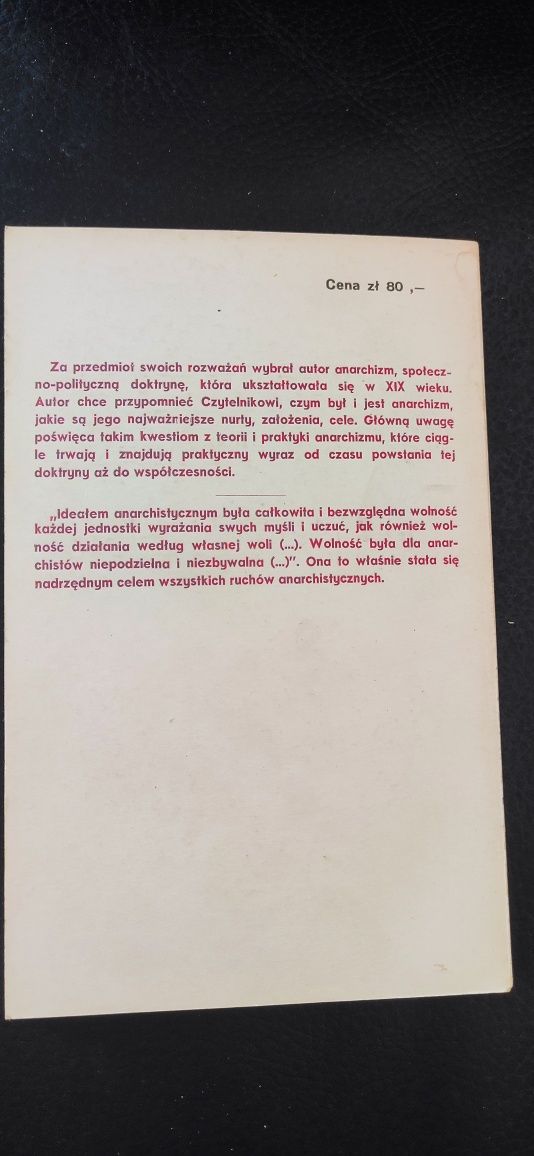 Cena zł 80 ,—
Za przedmiot swoich rozważań wybrał autor anarchizm, społecz-
no-polityczną doktrynę, która ukształtowała się w XIX wieku.
Autor chce przypomnieć Czytelnikowi, czym był i jest anarchizm,
jakie są jego najważniejsze nurty, założenia, cele. Główną uwagę
poświęca takim kwestiom z teorii i praktyki anarchizmu, które ciąg-
le trwają i znajdują praktyczny wyraz od czasu powstania tej
doktryny aż do współczesności.
„Ideałem anarchistycznym była całkowita i bezwzględna wolność
każdej jednostki wyrażania swych myśli i uczuć, jak również wol-
ność działania według własnej woli (...). Wolność była dla anar-
chistów niepodzielna i niezbywalna (...)”. Ona to właśnie stała się
nadrzędnym celem wszystkich ruchów anarchistycznych.